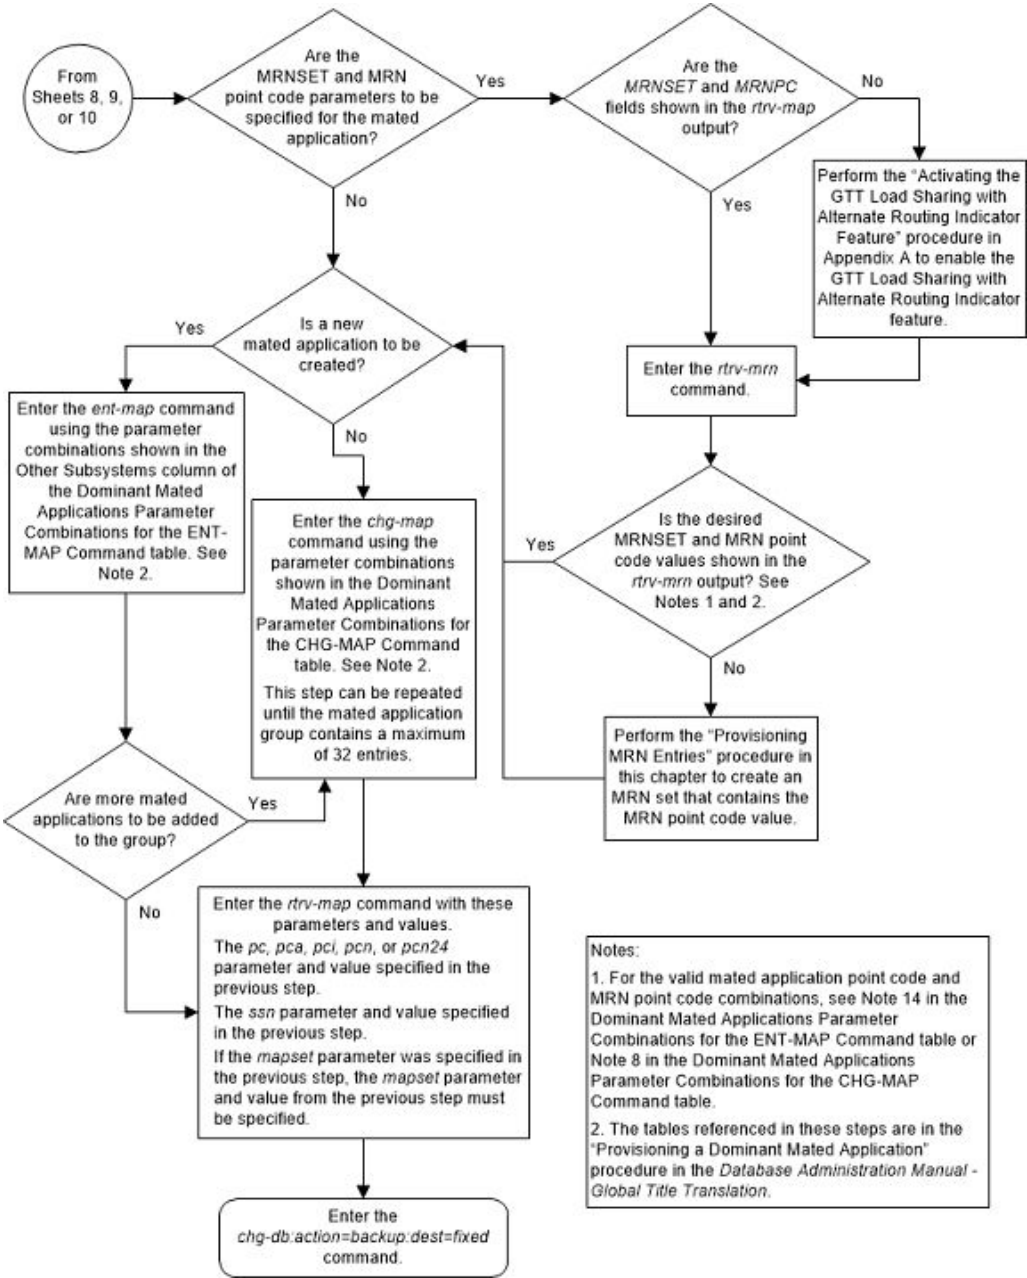 From
Sheets 8, 9,
or 10
Are the
MRNSET and MRN
point code parameters to be
specified for the mated
application?
Yes
Are the
MRNSET and MRNPC
fields shown in the rtrv-map
output?
No
No
Yes
Perform the "Activating the
GTT Load Sharing with
Alternate Routing Indicator
Feature" procedure in
Appendix A to enable the
GTT Load Sharing with
Alternate Routing Indicator
feature.
Yes
Is a new
mated application to be
created?
Enter the rtrv-mrn
command.
No
Enter the ent-map command
using the parameter
combinations shown in the
Other Subsystems column of
the Dominant Mated
Applications Parameter
Combinations for the ENT-
MAP Command table. See
Note 2.
Enter the chg-map
command using the
parameter combinations
shown in the Dominant
Mated Applications
Parameter Combinations for
the CHG-MAP Command
table. See Note 2.
This step can be repeated
until the mated application
group contains a maximum
of 32 entries.
Yes
Is the desired
MRNSET and MRN point
code values shown in the
rtrv-mrn output? See
Notes 1 and 2.
No
Perform the "Provisioning
MRN Entries" procedure in
this chapter to create an
MRN set that contains the
MRN point code value.
Are more mated
applications to be added
to the group?
Yes
No
Enter the rtrv-map command with these
parameters and values.
The pc, pca, pci, pcn, or pcn24
parameter and value specified in the
previous step.
The ssn parameter and value specified
in the previous step.
If the mapset parameter was specified in
the previous step, the mapset parameter
and value from the previous step must
be specified.
Notes:
1. For the valid mated application point code and
MRN point code combinations, see Note 14 in the
Dominant Mated Applications Parameter
Combinations for the ENT-MAP Command table or
Note 8 in the Dominant Mated Applications
Parameter Combinations for the CHG-MAP
Command table.
2. The tables referenced in these steps are in the
"Provisioning a Dominant Mated Application"
procedure in the Database Administration Manual -
Global Title Translation.
Enter the
chg-db:action=backup:dest=fixed
command.